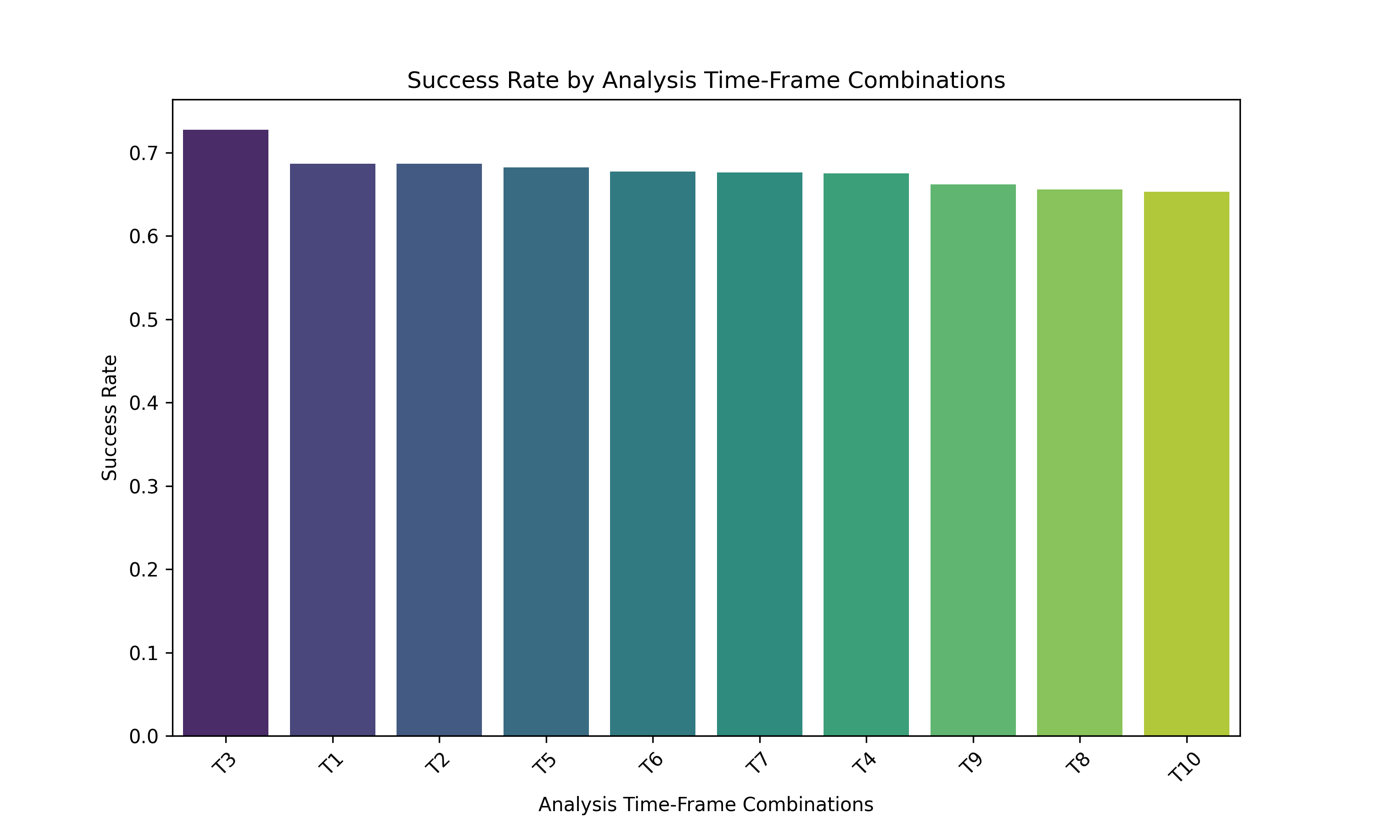 Success Rate by Analysis Time-Frame Combinations
Success Rate
0.7
0.6
0.5
0.4
0.3
0.2
0.1
0.0
T3 T1 T2 T5 T6 T7 T4 T9 T8 T10
Analysis Time-Frame Combinations